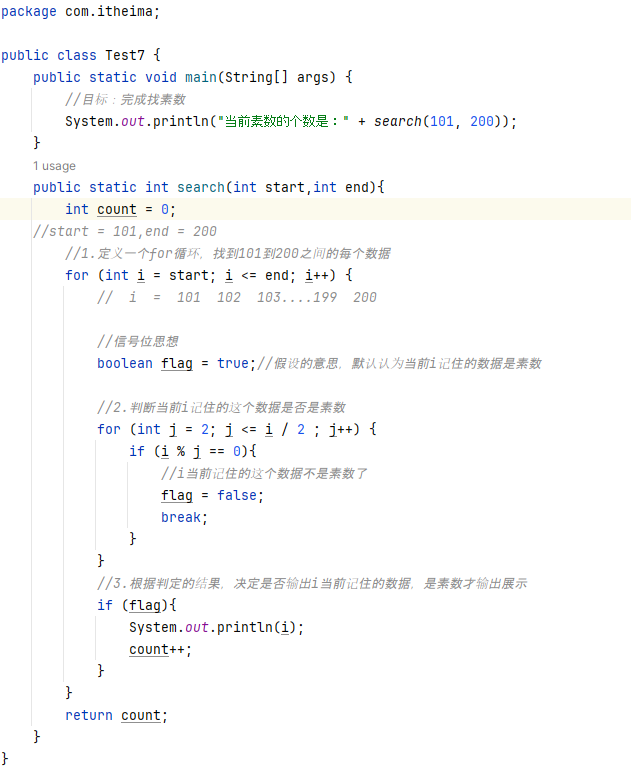 package com.itheima;
public class Test7 {
public static void main(String[] args) {
//目标：完成找素数
System.out.println("当前素数的个数是：" + search(101, 200));
}
1 usage
public static int search(int start,int end){
int count = 0;
//start = 101,end = 200
//1.定义一个for循环，找到101到200之间的每个数据
for (int i = start; i <= end; i++) {
// i = 101 102 103....199 200
//信号位思想
boolean flag = true;//假设的意思，默认认为当前i记住的数据是素数
//2.判断当前i记住的这个数据是否是素数
for (int j = 2; j <= i / 2 ; j++) {
if (i % j == 0){
//i当前记住的这个数据不是素数了
flag = false;
break;
}
}
//3.根据判定的结果，决定是否输出i当前记住的数据，是素数才输出展示
if (flag){
System.out.println(i);
count++;
}
}
return count;
}
}